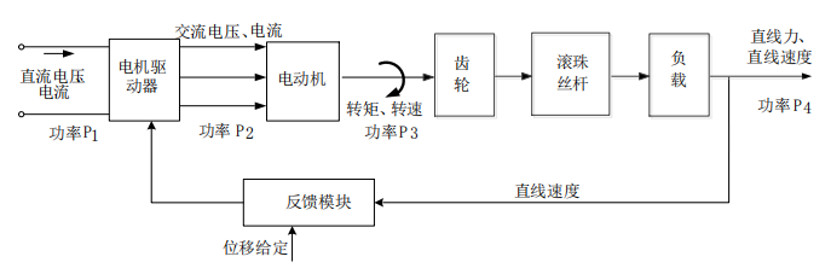 交流电压、电流
直流电压
电流
功率P1
电机驱
动器
功率 P2
电动机
转矩、转速
功率P3
齿
轮
滚珠
丝杆
负
载
直线力、
直线速度
功率P4
直线速度
反馈模块
位移给定